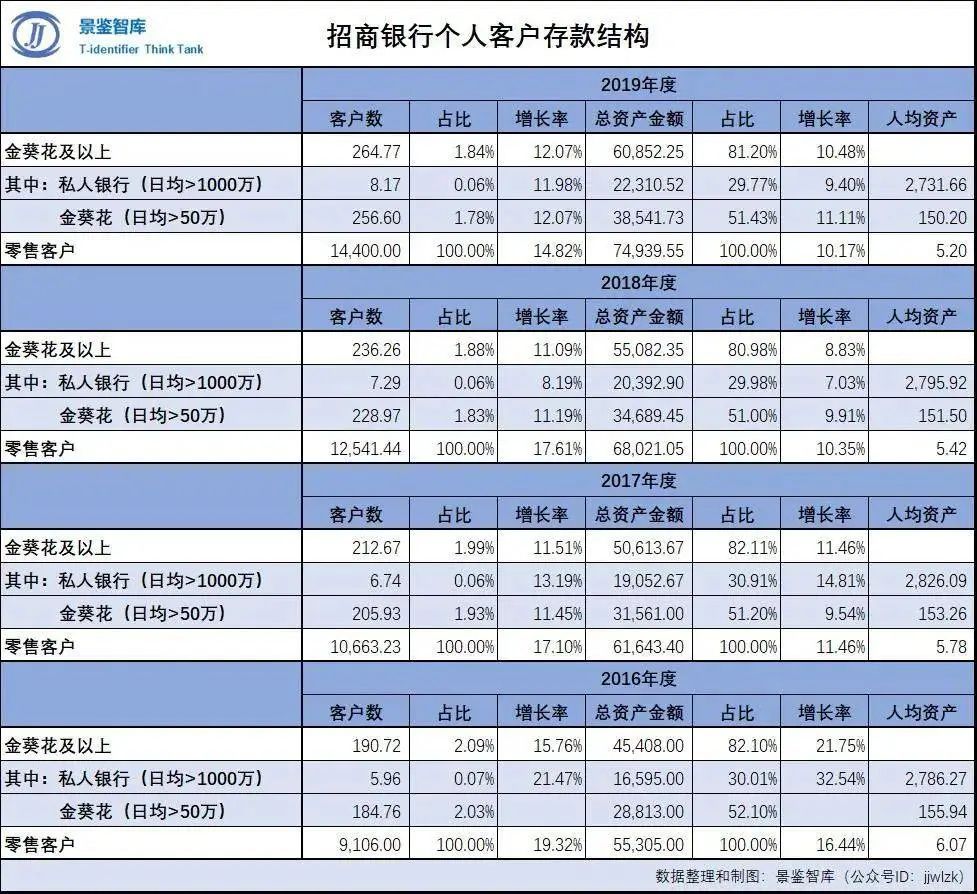 景鉴智库
T-identifier Think Tank
招商银行个人客户存款结构
2019年度
客户数 占比 增长率 总资产金额 占比 增长率 人均资产
金葵花及以上 264.77 1.84% 12.07% 60,852.25 81.20% 10.48%
其中：私人银行（日均>1000万） 8.17 0.06% 11.98% 22,310.52 29.77% 9.40% 2,731.66
金葵花（日均>50万） 256.60 1.78% 12.07% 38,541.73 51.43% 11.11% 150.20
零售客户 14,400.00 100.00% 14.82% 74,939.55 100.00% 10.17% 5.20
2018年度
客户数 占比 增长率 总资产金额 占比 增长率 人均资产
金葵花及以上 236.26 1.88% 11.09% 55,082.35 80.98% 8.83%
其中：私人银行（日均>1000万） 7.29 0.06% 8.19% 20,392.90 29.98% 7.03% 2,795.92
金葵花（日均>50万） 228.97 1.83% 11.19% 34,689.45 51.00% 9.91% 151.50
零售客户 12,541.44 100.00% 17.61% 68,021.05 100.00% 10.35% 5.42
2017年度
客户数 占比 增长率 总资产金额 占比 增长率 人均资产
金葵花及以上 212.67 1.99% 11.51% 50,613.67 82.11% 11.46%
其中：私人银行（日均>1000万） 6.74 0.06% 13.19% 19,052.67 30.91% 14.81% 2,826.09
金葵花（日均>50万） 205.93 1.93% 11.45% 31,561.00 51.20% 9.54% 153.26
零售客户 10,663.23 100.00% 17.10% 61,643.40 100.00% 11.46% 5.78
2016年度
客户数 占比 增长率 总资产金额 占比 增长率 人均资产
金葵花及以上 190.72 2.09% 15.76% 45,408.00 82.10% 21.75%
其中：私人银行（日均>1000万） 5.96 0.07% 21.47% 16,595.00 30.01% 32.54% 2,786.27
金葵花（日均>50万） 184.76 2.03% 28,813.00 52.10% 155.94
零售客户 9,106.00 100.00% 19.32% 55,305.00 100.00% 16.44% 6.07
数据整理和制图：景鉴智库（公众号ID：jjwlzk）